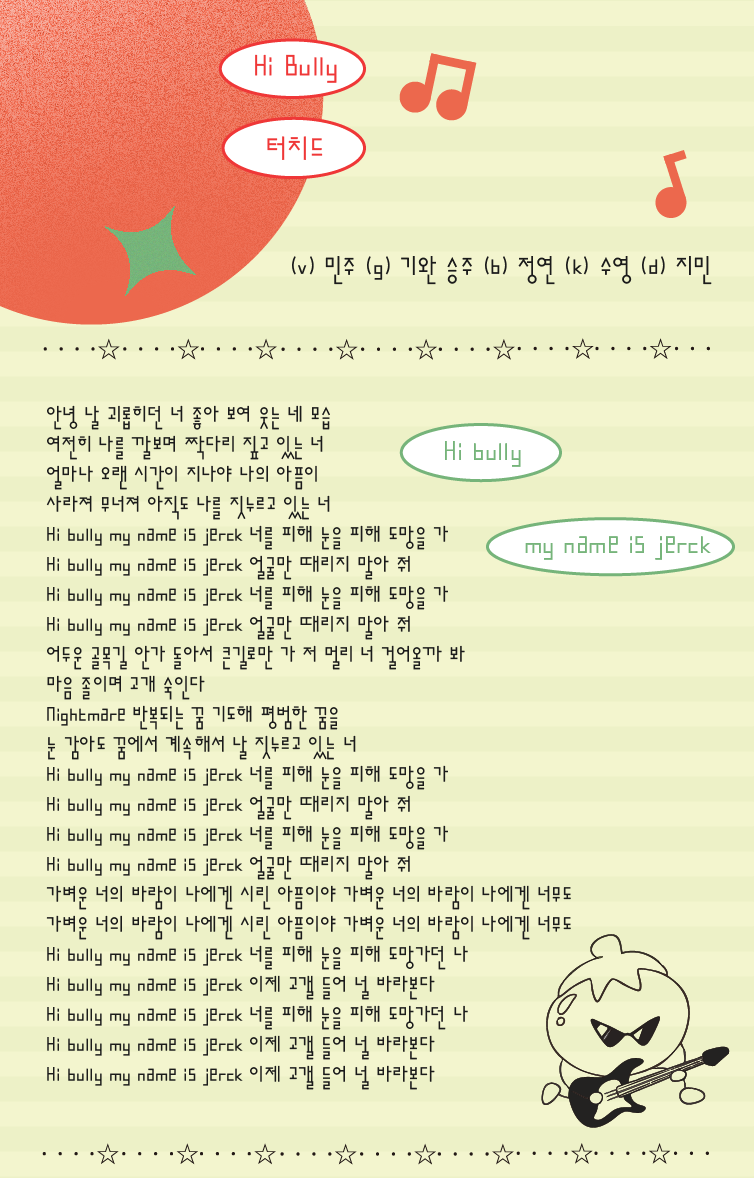 Hi Bully
터치드
(v) 민주 (g) 기완 승주 (b) 정연 (k) 수영 (d) 지민
안녕 날 괴롭히던 너 좋아 보여 웃는 네 모습
여전히 나를 깔보며 짝다리 짚고 있는 너
얼마나 오랜 시간이 지나야 나의 아픔이
사라져 무너져 아직도 나를 짓누르고 있는 너
Hi bully
my name is jerck
Hi bully my name is jerck 너를 피해 눈을 피해 도망을 가
Hi bully my name is jerck 얼굴만 때리지 말아 줘
Hi bully my name is jerck 너를 피해 눈을 피해 도망을 가
Hi bully my name is jerck 얼굴만 때리지 말아 줘
어두운 골목길 안가 돌아서 큰길로만 가 저 멀리 너 걸어올까 봐
마음 졸이며 고개 숙인다
Nightmare 반복되는 꿈 기도해 평범한 꿈을
눈 감아도 꿈에서 계속해서 날 짓누르고 있는 너
Hi bully my name is jerck 너를 피해 눈을 피해 도망을 가
Hi bully my name is jerck 얼굴만 때리지 말아 줘
Hi bully my name is jerck 너를 피해 눈을 피해 도망을 가
Hi bully my name is jerck 얼굴만 때리지 말아 줘
가벼운 너의 바람이 나에겐 시린 아픔이야 가벼운 너의 바람이 나에겐 너무도
가벼운 너의 바람이 나에겐 시린 아픔이야 가벼운 너의 바람이 나에겐 너무도
Hi bully my name is jerck 너를 피해 눈을 피해 도망가던 나
Hi bully my name is jerck 이제 고갤 들어 널 바라본다
Hi bully my name is jerck 너를 피해 눈을 피해 도망가던 나
Hi bully my name is jerck 이제 고갤 들어 널 바라본다
Hi bully my name is jerck 이제 고갤 들어 널 바라본다